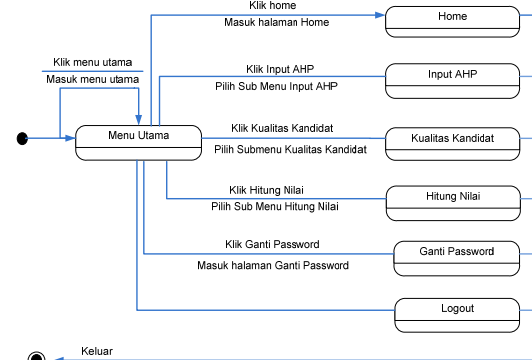 Klik home
Masuk halaman Home
Home
Klik menu utama
Masuk menu utama
Klik Input AHP
Pilih Sub Menu Input AHP
Input AHP
Menu Utama
Klik Kualitas Kandidat
Pilih Submenu Kualitas Kandidat
Kualitas Kandidat
Klik Hitung Nilai
Pilih Sub Menu Hitung Nilai
Hitung Nilai
Klik Ganti Password
Masuk halaman Ganti Password
Ganti Password
Logout
Keluar